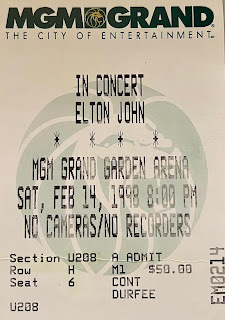 MGM GRAND
THE CITY OF ENTERTAINMENT
IN CONCERT
ELTON JOHN
* * + * *
MGM GRAND GARDEN ARENA
SAT, FEB 14, 1998 8:00 PM
NO CAMERAS/NO RECORDERS
Section U208 A ADMIT
Row H M1 $50.00
Seat 6 CONT
DURFEE
U208
EM0214